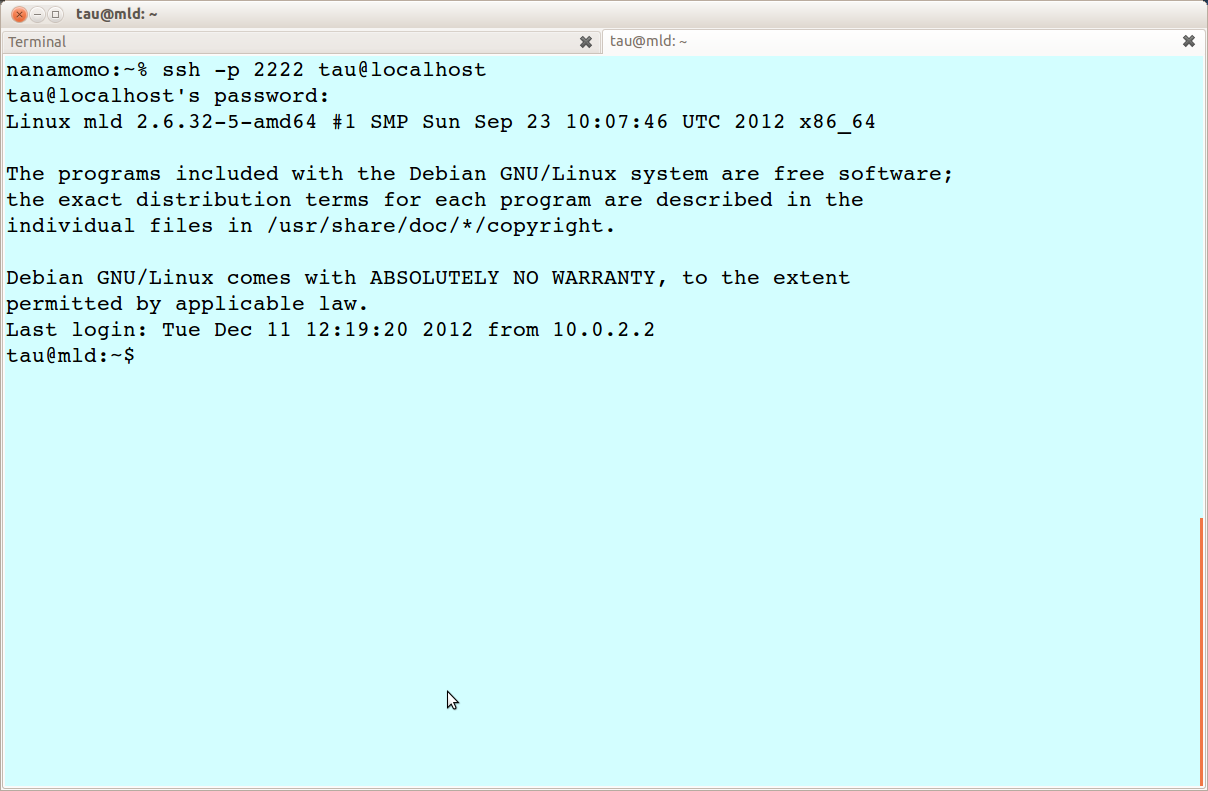 tau@mld: ~
Terminal
tau@mld: ~
nanamomo:~% ssh -p 2222 tau@localhost
tau@localhost's password:
Linux mld 2.6.32-5-amd64 #1 SMP Sun Sep 23 10:07:46 UTC 2012 x86_64
The programs included with the Debian GNU/Linux system are free software;
the exact distribution terms for each program are described in the
individual files in /usr/share/doc/*/copyright.
Debian GNU/Linux comes with ABSOLUTELY NO WARRANTY, to the extent
permitted by applicable law.
Last login: Tue Dec 11 12:19:20 2012 from 10.0.2.2
tau@mld:~$